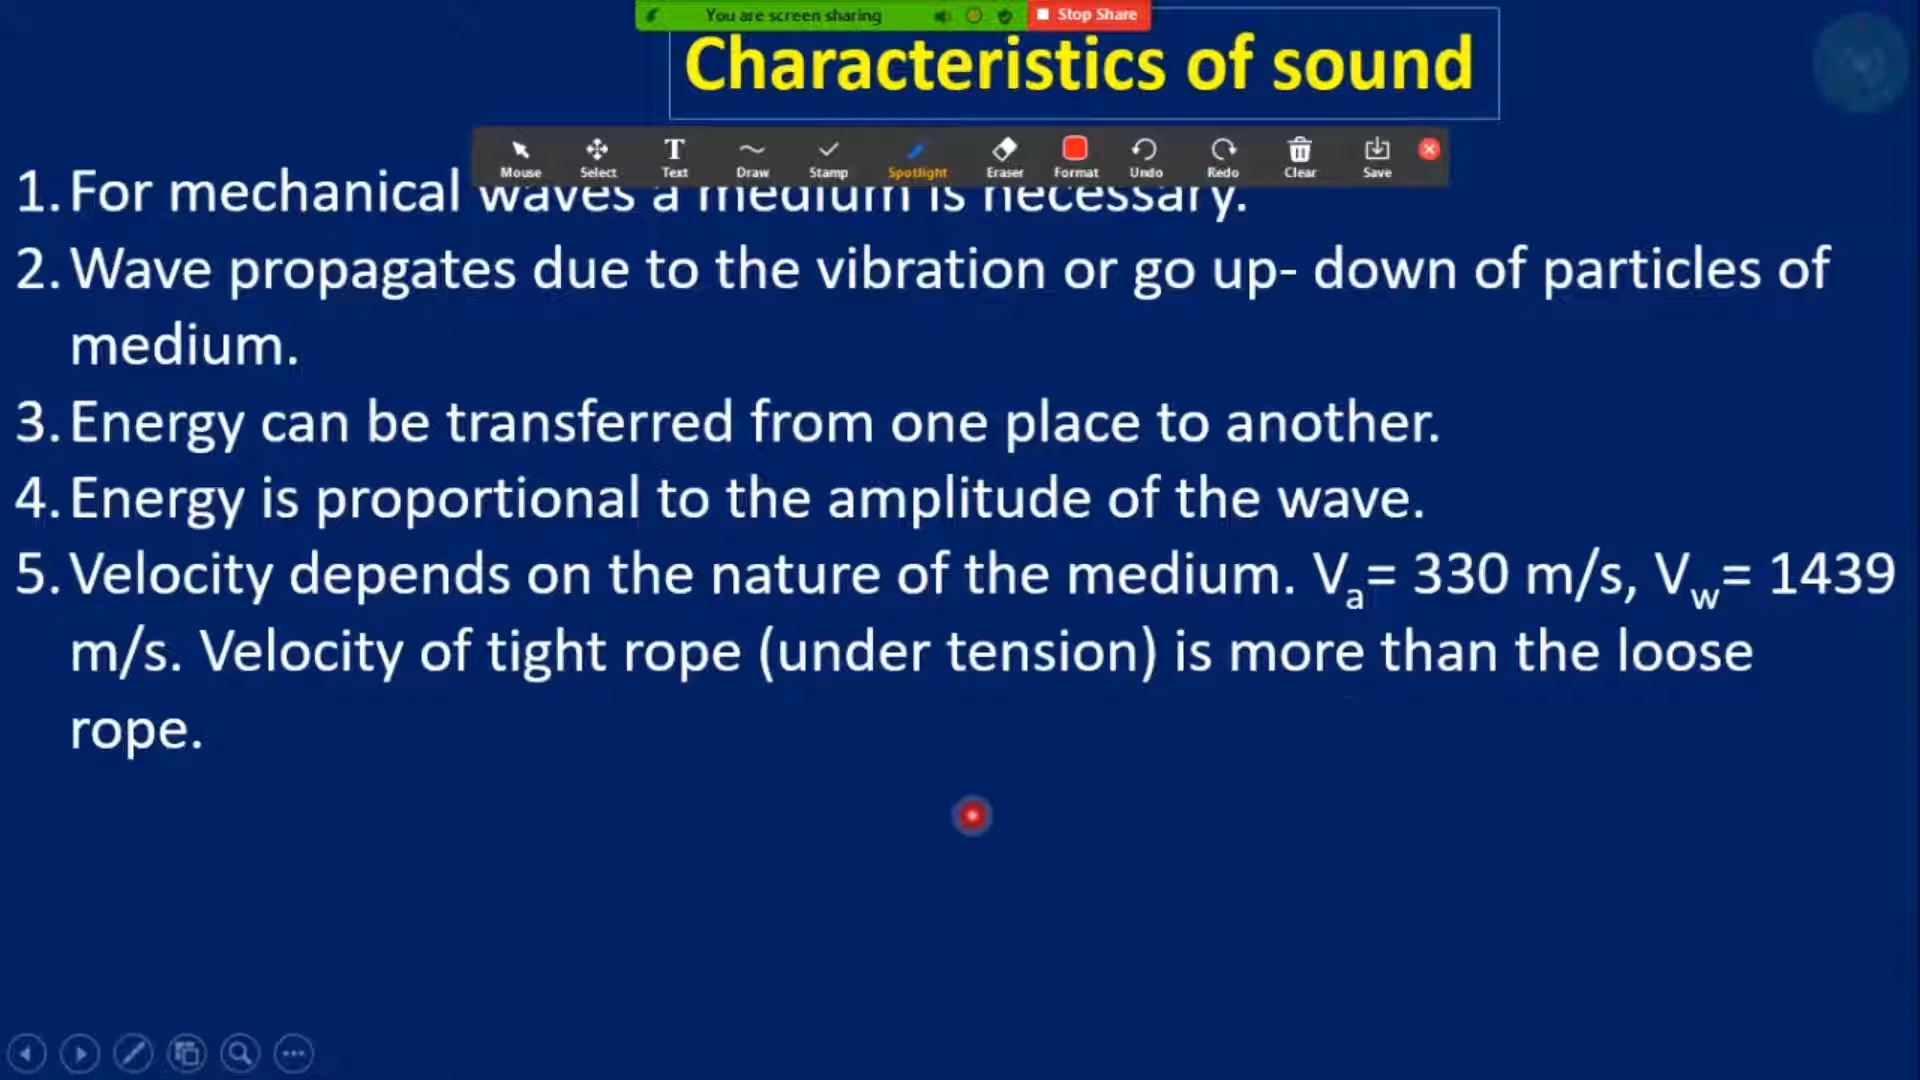 You are screen sharing
Stop Share
Characteristics of sound
Mouse Select Text Draw Stamp Spotlight Eraser Format Undo Redo Clear Save
1. For mechanical waves a medium is necessary.
2. Wave propagates due to the vibration or go up- down of particles of
medium.
3. Energy can be transferred from one place to another.
4. Energy is proportional to the amplitude of the wave.
5. Velocity depends on the nature of the medium. Va= 330 m/s, Vw= 1439
m/s. Velocity of tight rope (under tension) is more than the loose
rope.